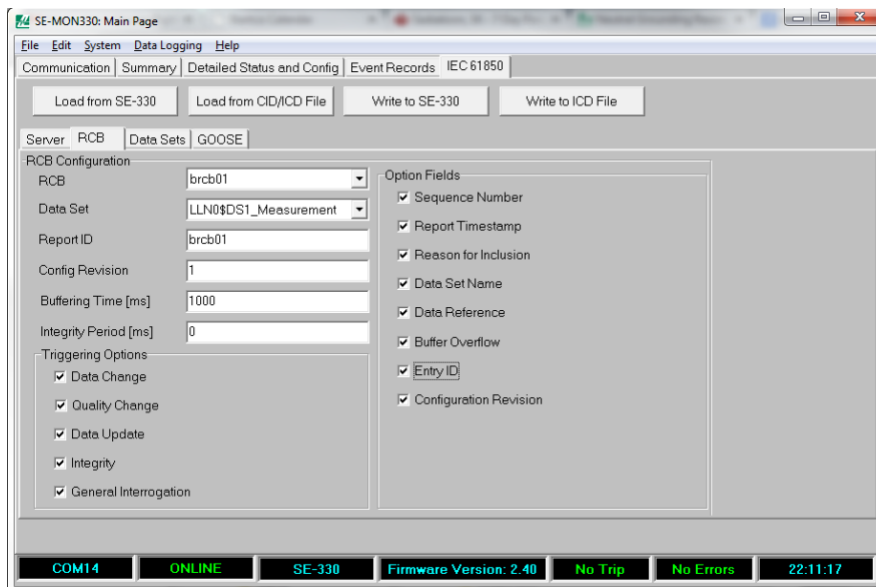 SE-MON330: Main Page
File Edit System Data Logging Help
Communication Summary Detailed Status and Config Event Records IEC 61850
Load from SE-330 Load from CID/ICD File Write to SE-330 Write to ICD File
Server RCB Data Sets GOOSE
RCB Configuration
RCB brcb01
Data Set LLN0$DS1_Measurement
Report ID brcb01
Config Revision 1
Buffering Time [ms] 1000
Integrity Period [ms] 0
Triggering Options
Data Change
Quality Change
Data Update
Integrity
General Interrogation
Option Fields
Sequence Number
Report Timestamp
Reason for Inclusion
Data Set Name
Data Reference
Buffer Overflow
Entry ID
Configuration Revision
COM14 ONLINE SE-330 Firmware Version: 2.40 No Trip No Errors 22:11:17